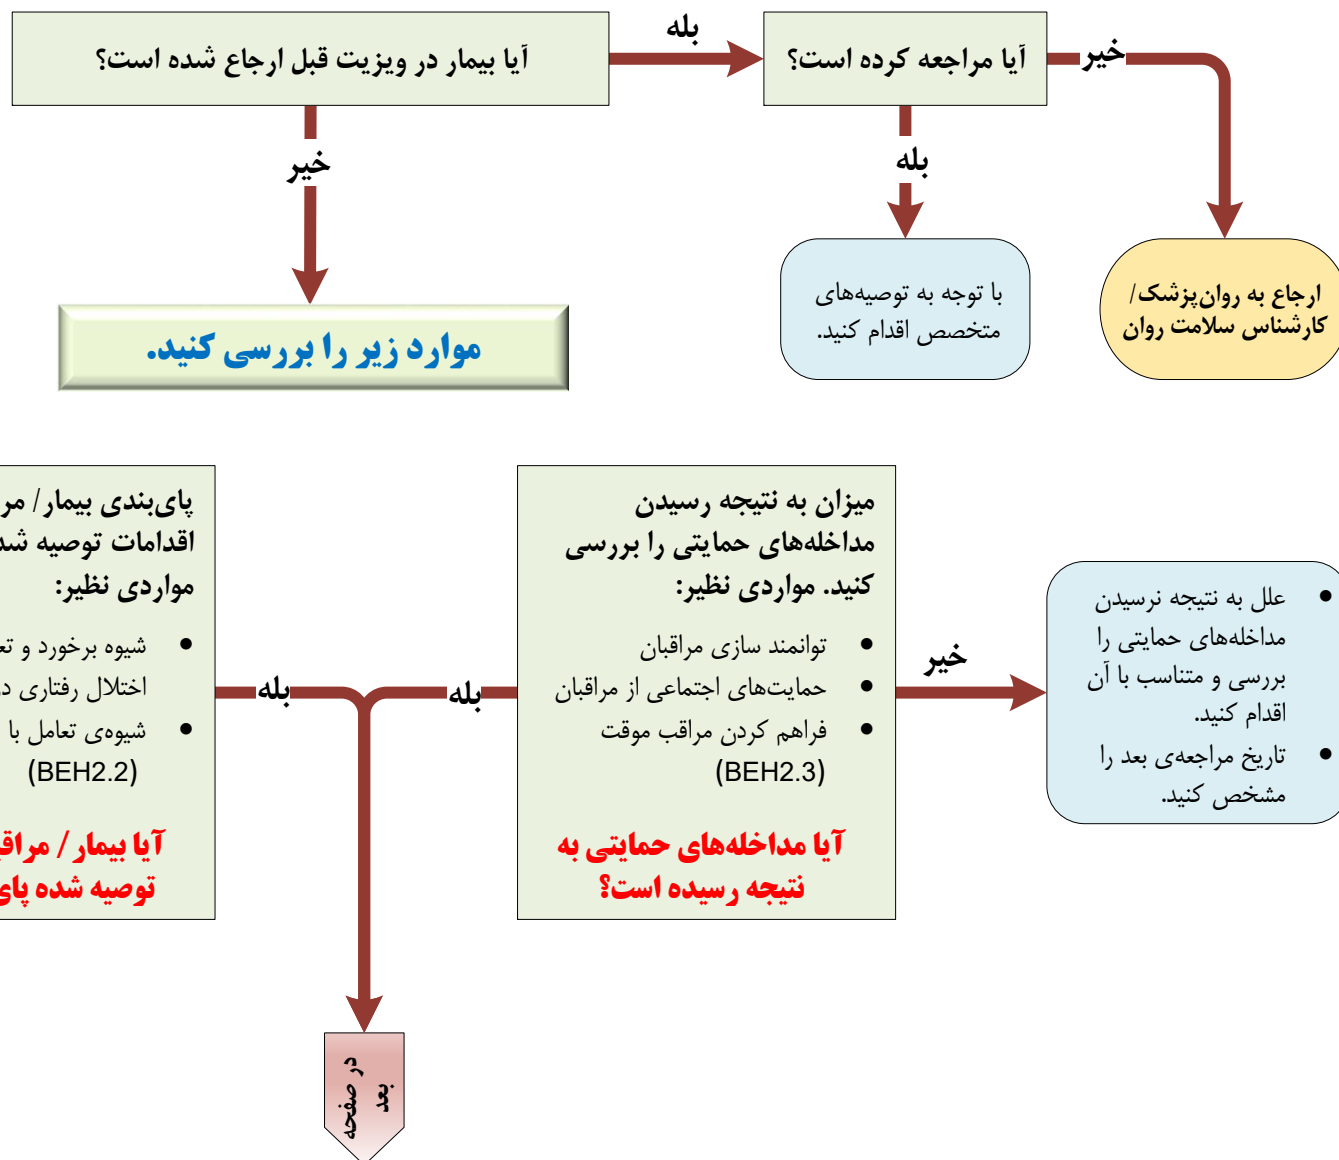 آیا بیمار در ویزیت قبل ارجاع شده است؟
بله
آیا مراجعه کرده است؟
خیر
خیر
بله
موارد زیر را بررسی کنید.
با توجه به توصیه‌های
متخصص اقدام کنید.
ارجاع به روان‌پزشک/
کارشناس سلامت روان
میزان به نتیجه رسیدن
مداخله‌های حمایتی را بررسی
کنید. مواردی نظیر:
● توانمند سازی مراقبان
● حمایت‌های اجتماعی از مراقبان
● فراهم کردن مراقب موقت
(BEH2.3)
آیا مداخله‌های حمایتی به
نتیجه رسیده است؟
خیر
● علل به نتیجه نرسیدن
مداخله‌های حمایتی را
بررسی و متناسب با آن
اقدام کنید.
● تاریخ مراجعه‌ی بعد را
مشخص کنید.
بله
بله
پای‌بندی بیمار/
اقدامات توصیه
مواردی نظیر:
● شیوه برخورد و
اختلال رفتاری
● شیوه‌ی تعامل با
(BEH2.2)
آیا بیمار/
توصیه شده
در صفحه
بعد